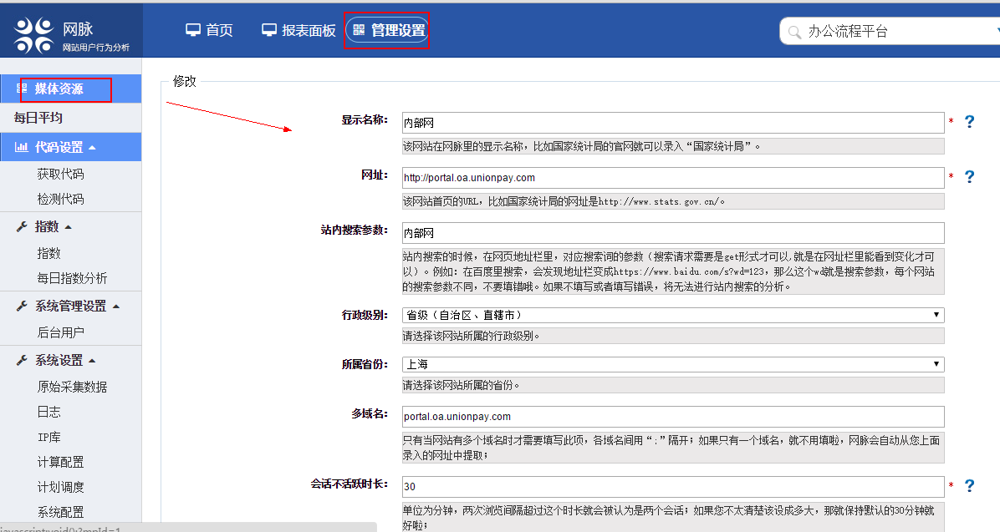 网脉
网站用户行为分析
首页
报表面板
管理设置
办公流程平台
媒体资源
每日平均
代码设置
获取代码
检测代码
指数
指数
每日指数分析
系统管理设置
后台用户
系统设置
原始采集数据
日志
IP库
计算配置
计划调度
系统配置
修改
显示名称:
内部网
* ?
该网站在网脉里的显示名称，比如国家统计局的官网就可以录入“国家统计局”。
网址:
http://portal.oa.unionpay.com
* ?
该网站首页的URL，比如国家统计局的网址是http://www.stats.gov.cn/。
站内搜索参数:
内部网
站内搜索的时候，在网页地址栏里，对应搜索词的参数（搜索请求需要是get形式才可以,就是在网址栏里能看到变化才可
以）。例如：在百度里搜索，会发现地址栏变成https://www.baidu.com/s?wd=123，那么这个wd就是搜索参数，每个网站
的搜索参数不同，不要填错哦。如果不填写或者填写错误，将无法进行站内搜索的分析。
行政级别:
省级（自治区、直辖市）
请选择该网站所属的行政级别。
所属省份:
上海
请选择该网站所属的省份。
多域名:
portal.oa.unionpay.com
只有当网站有多个域名时才需要填写此项，各域名间用“;”隔开；如果只有一个域名，就不用填啦，网脉会自动从您上面
录入的网址中提取；
会话不活跃时长:
30
* ?
单位为分钟，两次浏览间隔超过这个时长就会被认为是两个会话；如果您不太清楚该设成多大，那就保持默认的30分钟就
好啦；